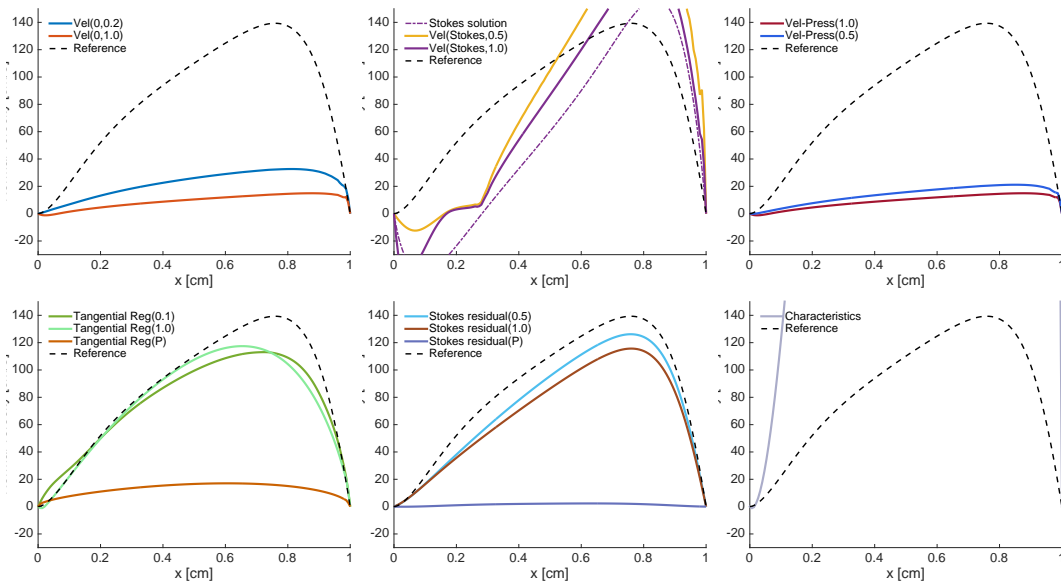 140
120
100
80
60
40
20
0
-20
Vel(0,0.2)
Vel(0,1.0)
Reference
0 0.2 0.4 0.6 0.8 1
x [cm]
140
120
100
80
60
40
20
0
-20
Stokes solution
Vel(Stokes,0.5)
Vel(Stokes,1.0)
Reference
0 0.2 0.4 0.6 0.8 1
x [cm]
140
120
100
80
60
40
20
0
-20
Vel-Press(1.0)
Vel-Press(0.5)
Reference
0 0.2 0.4 0.6 0.8 1
x [cm]
140
120
100
80
60
40
20
0
-20
Tangential Reg(0.1)
Tangential Reg(1.0)
Tangential Reg(P)
Reference
0 0.2 0.4 0.6 0.8 1
x [cm]
140
120
100
80
60
40
20
0
-20
Stokes residual(0.5)
Stokes residual(1.0)
Stokes residual(P)
Reference
0 0.2 0.4 0.6 0.8 1
x [cm]
140
120
100
80
60
40
20
0
-20
Characteristics
Reference
0 0.2 0.4 0.6 0.8 1
x [cm]